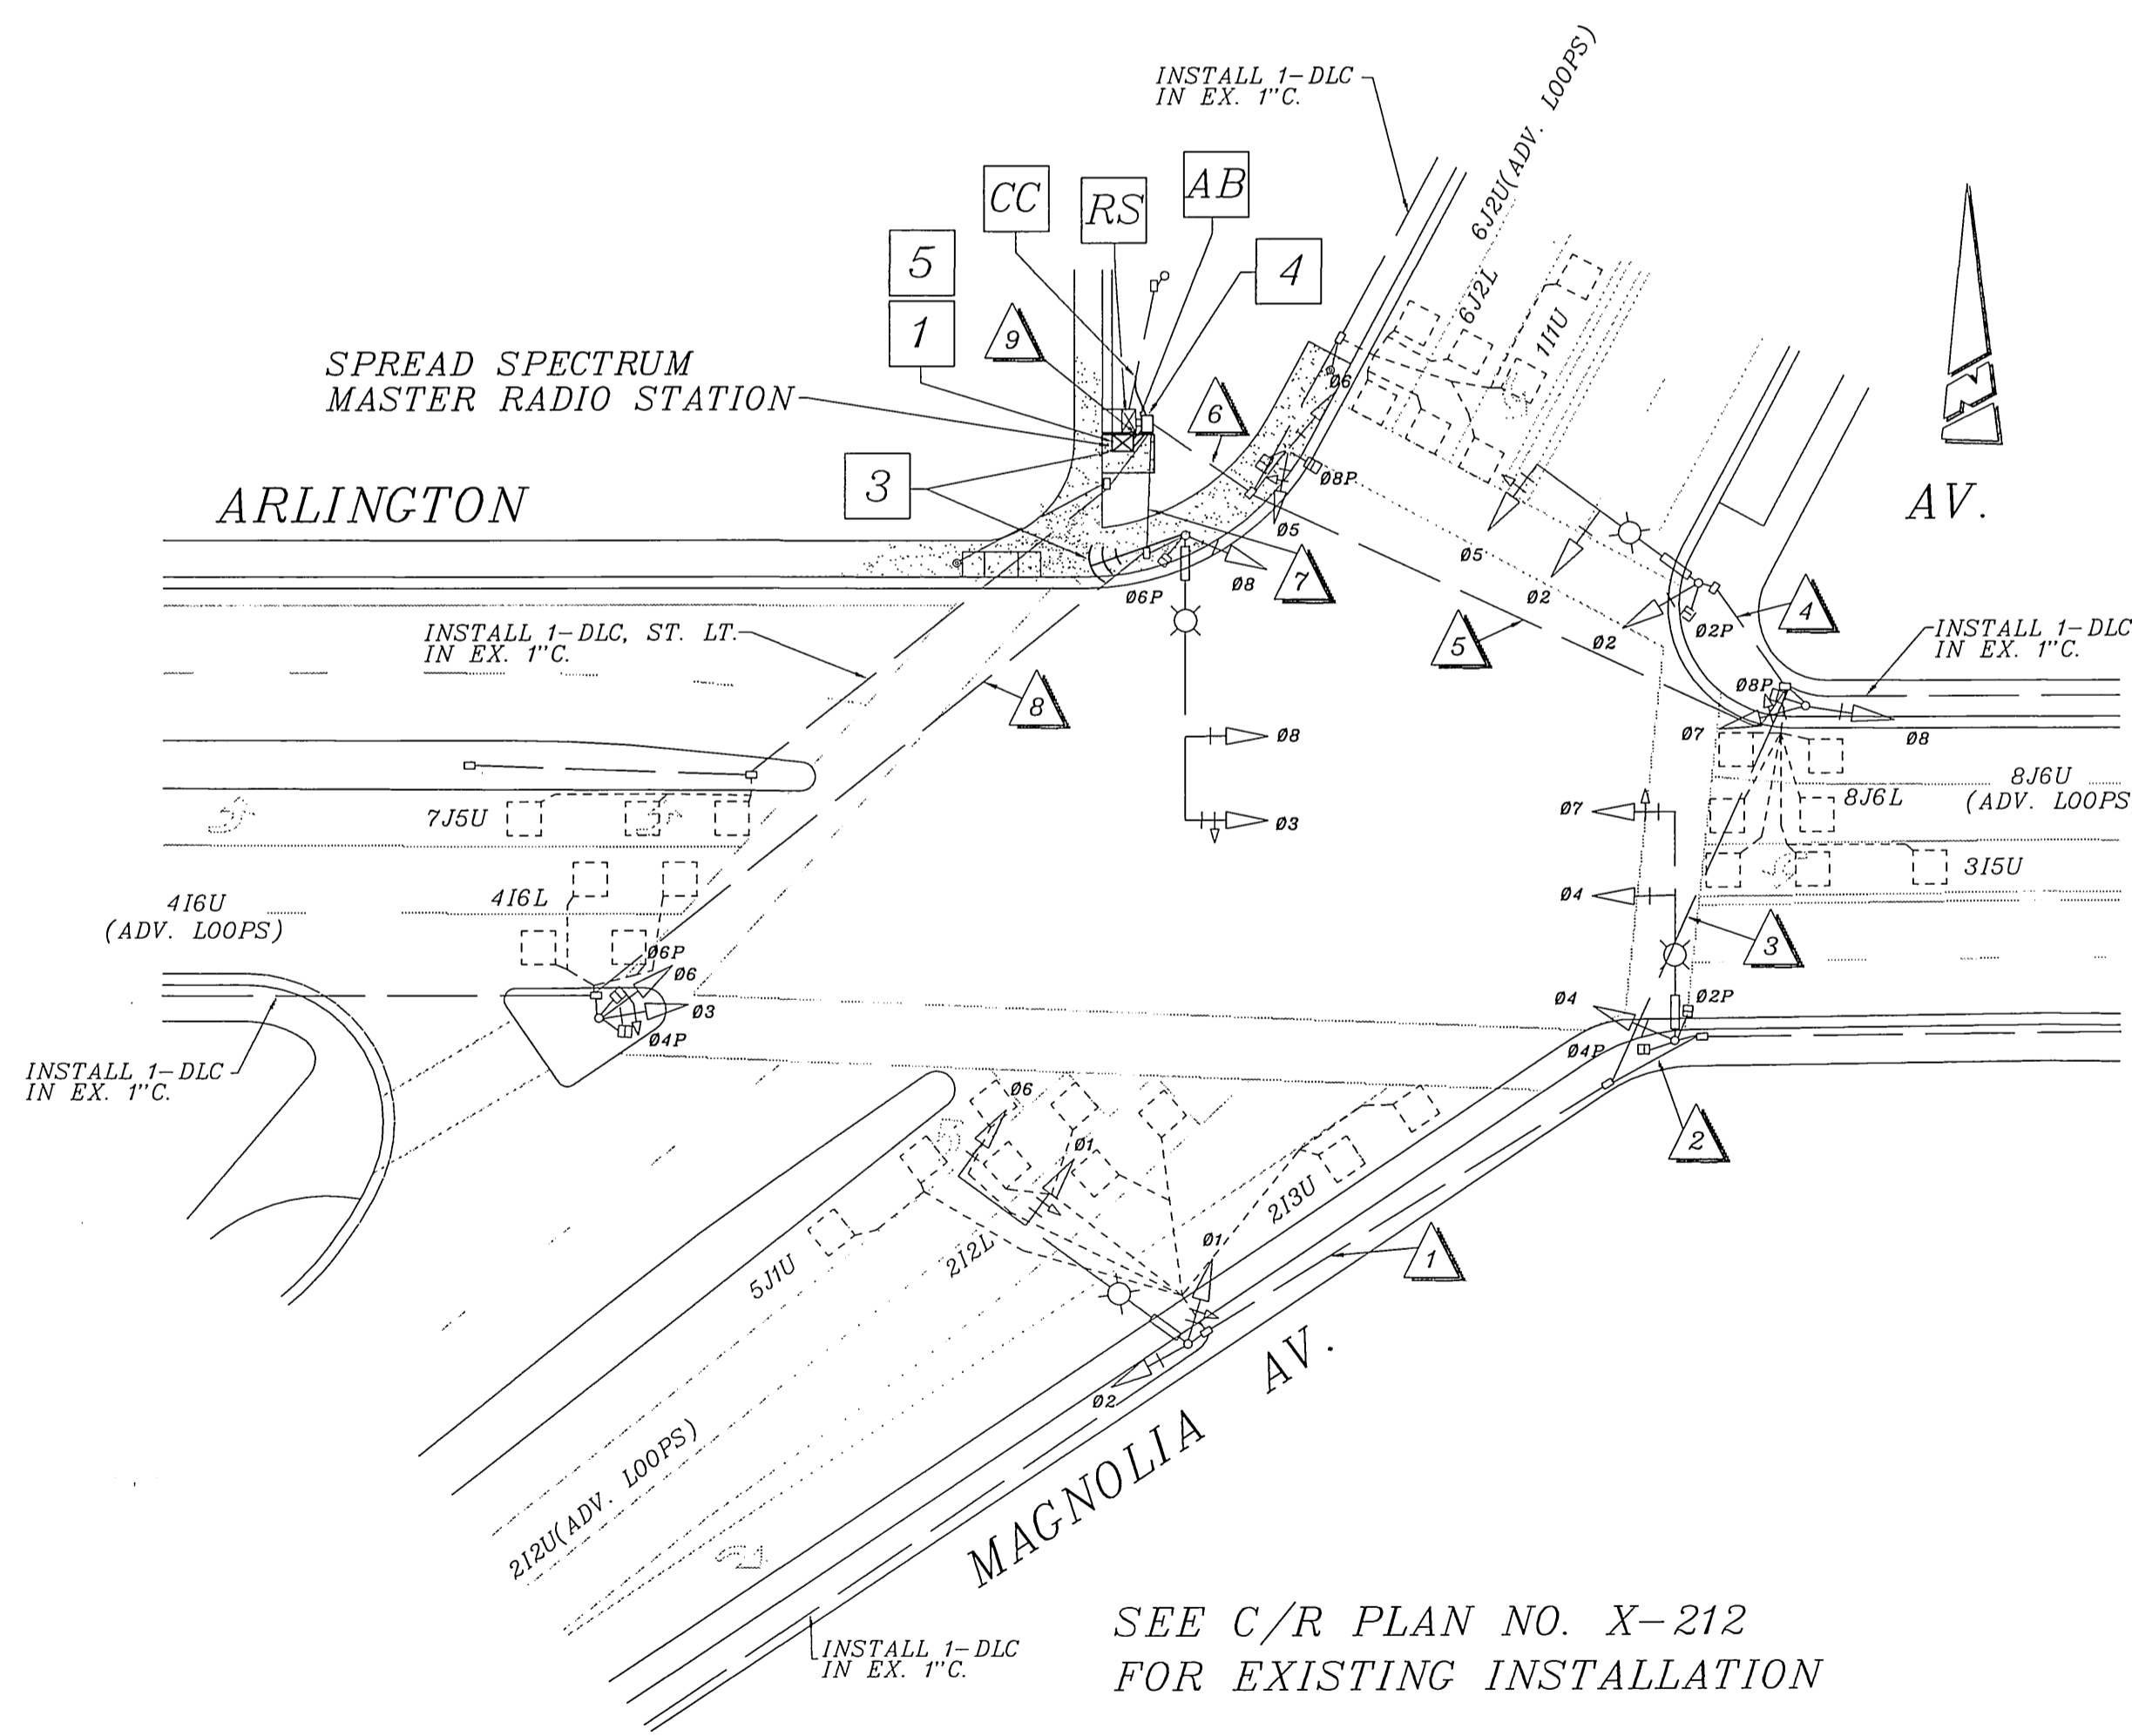 INSTALL 1-DLC
IN EX. 1"C.
6J2U(ADV. LOOPS)
CC
RS
AB
5
4
1
9
6J2L
1I1U
SPREAD SPECTRUM
MASTER RADIO STATION
Ø6
6
3
Ø8P
ARLINGTON
AV.
Ø5
Ø5
Ø8
7
Ø6P
Ø2
4
Ø2P
Ø2
5
INSTALL 1-DLC, ST. LT.
IN EX. 1"C.
INSTALL 1-DLC
IN EX. 1"C.
Ø8P
8
Ø7
Ø8
Ø8
8J6U
(ADV. LOOPS
8J6L
7J5U
Ø3
Ø7
3I5U
4I6U
(ADV. LOOPS)
4I6L
Ø4
3
Ø6P
Ø6
Ø3
Ø4P
Ø4
Ø2P
Ø4P
INSTALL 1-DLC
IN EX. 1"C.
Ø6
Ø1
2
2I3U
Ø1
1
5J1U
2I2L
Ø2
2I2U(ADV. LOOPS)
MAGNOLIA AV.
INSTALL 1-DLC
IN EX. 1"C.
SEE C/R PLAN NO. X-212
FOR EXISTING INSTALLATION